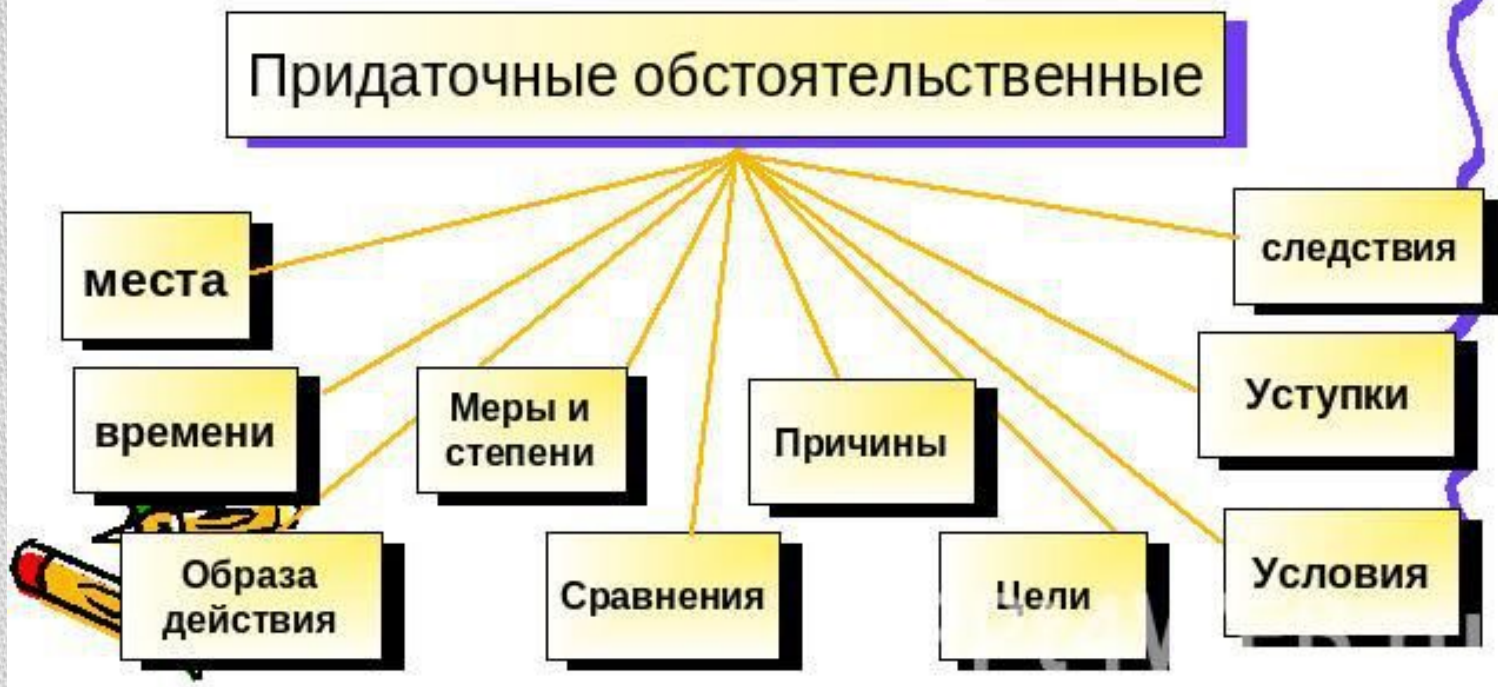 Придаточные обстоятельственные
места
следствия
времени
Меры и
степени
Причины
Уступки
Образа
действия
Сравнения
Цели
Условия